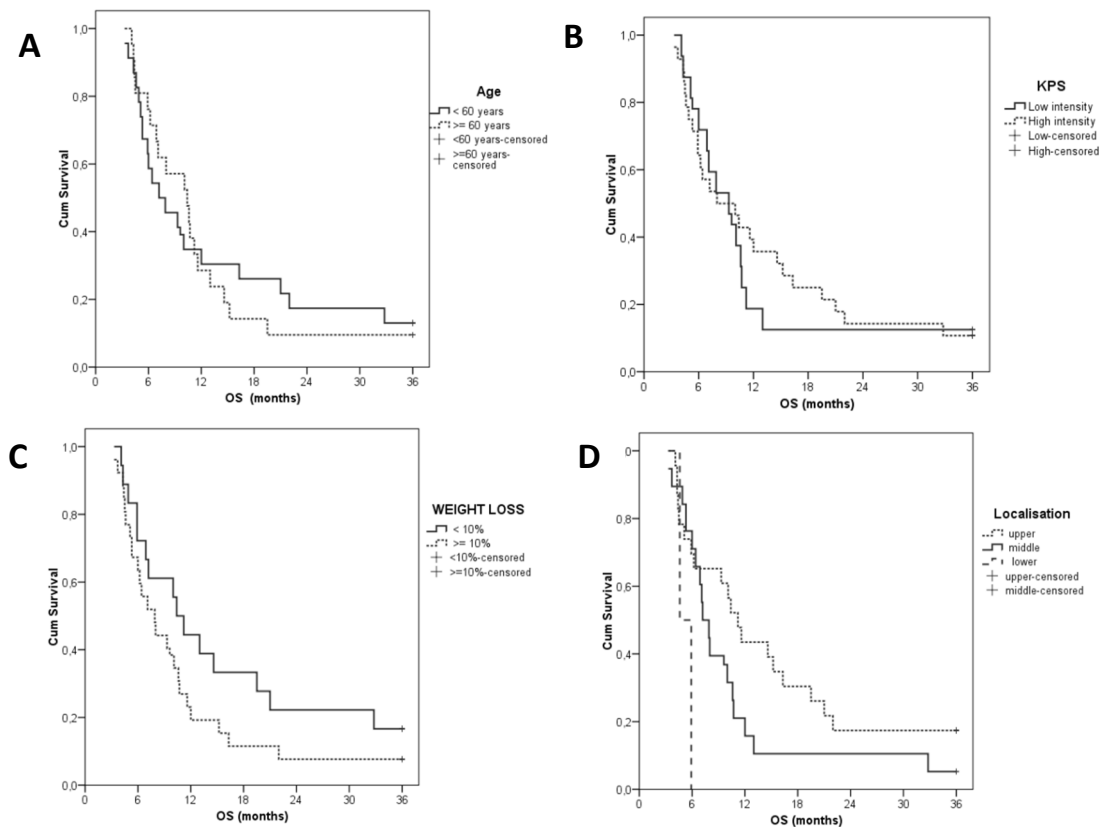 A
Cum Survival
1,0
0,8
0,6
0,4
0,2
0,0
0 6 12 18 24 30 36
OS (months)
Age
< 60 years
>= 60 years
<60 years-censored
>=60 years-
censored
B
Cum Survival
1,0
0,8
0,6
0,4
0,2
0,0
0 6 12 18 24 30 36
OS (months)
KPS
Low intensity
High intensity
Low-censored
High-censored
C
Cum Survival
1,0
0,8
0,6
0,4
0,2
0,0
0 6 12 18 24 30 36
OS (months)
WEIGHT LOSS
< 10%
>= 10%
<10%-censored
>=10%-censored
D
Cum Survival
0
0,8
0,6
0,4
0,2
0,0
0 6 12 18 24 30 36
OS (months)
Localisation
upper
middle
lower
upper-censored
middle-censored